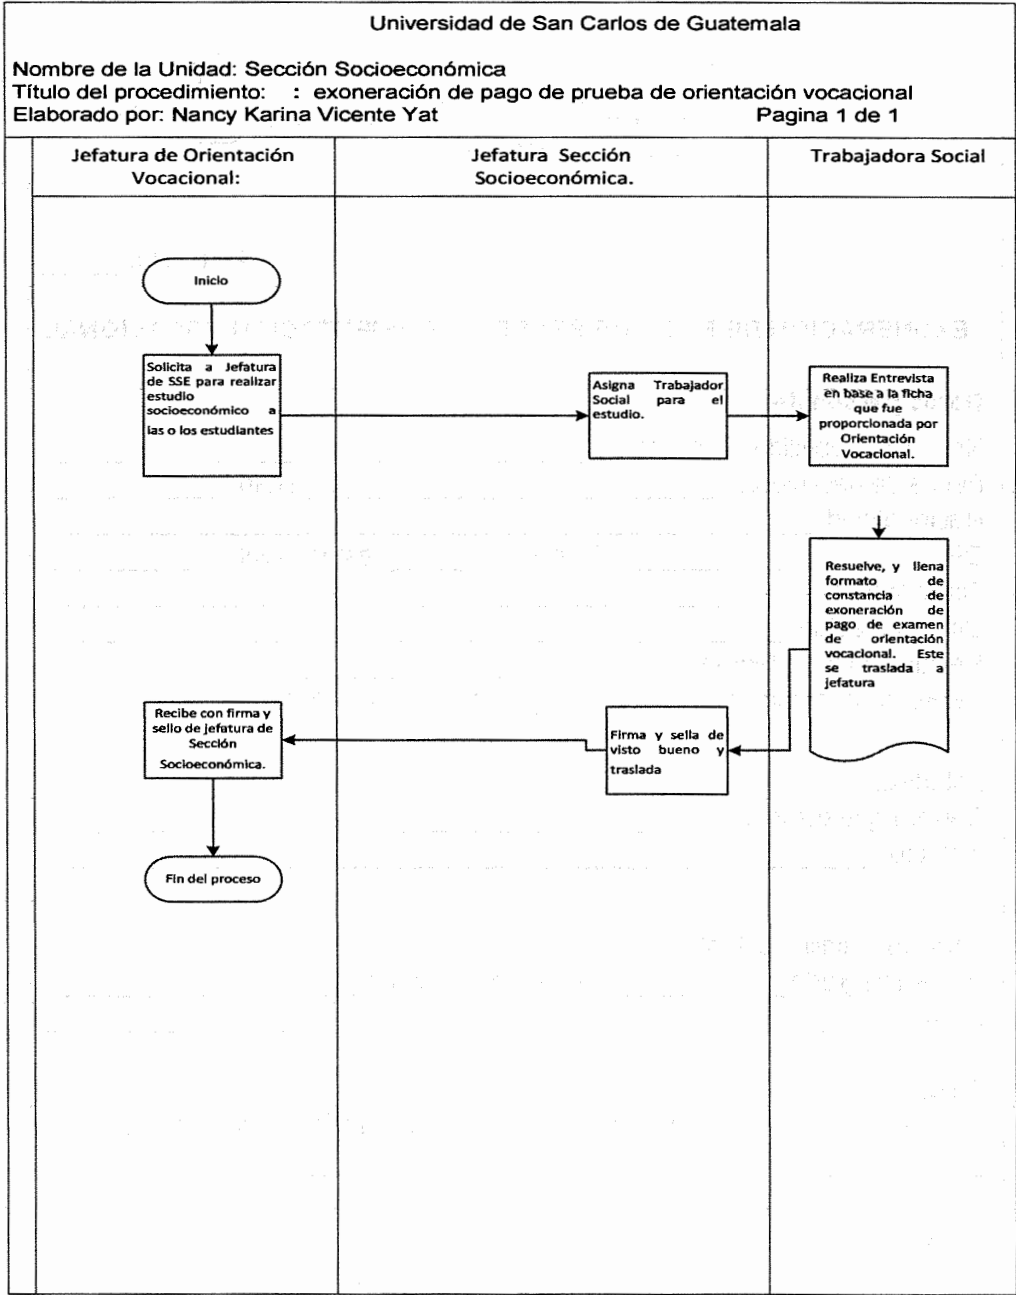 Universidad de San Carlos de Guatemala
Nombre de la Unidad: Sección Socioeconómica
Título del procedimiento: : exoneración de pago de prueba de orientación vocacional
Elaborado por: Nancy Karina Vicente Yat Pagina 1 de 1
Jefatura de Orientación
Vocacional:
Jefatura Sección
Socioeconómica.
Trabajadora Social
Inicio
Solicita a Jefatura
de SSE para realizar
estudio
socioeconómico a
las o los estudiantes
Asigna Trabajador
Social para el
estudio.
Realiza Entrevista
en base a la ficha
que fue
proporcionada por
Orientación
Vocacional.
Resuelve, y llena
formato de
constancia de
exoneración de
pago de examen
de orientación
vocacional. Este
se traslada a
jefatura
Firma y sella de
visto bueno y
traslada
Recibe con firma y
sello de jefatura de
Sección
Socioeconómica.
Fin del proceso